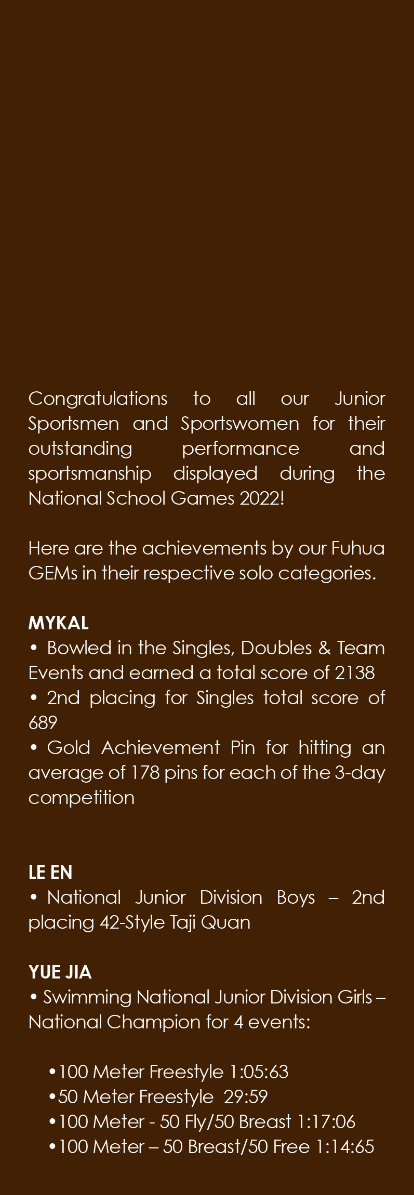 Congratulations to all our Junior
Sportsmen and Sportswomen for their
outstanding performance and
sportsmanship displayed during the
National School Games 2022!
Here are the achievements by our Fuhua
GEMs in their respective solo categories.
MYKAL
• Bowled in the Singles, Doubles & Team
Events and earned a total score of 2138
• 2nd placing for Singles total score of
689
• Gold Achievement Pin for hitting an
average of 178 pins for each of the 3-day
competition
LE EN
• National Junior Division Boys – 2nd
placing 42-Style Taji Quan
YUE JIA
• Swimming National Junior Division Girls –
National Champion for 4 events:
•100 Meter Freestyle 1:05:63
•50 Meter Freestyle  29:59
•100 Meter - 50 Fly/50 Breast 1:17:06
•100 Meter – 50 Breast/50 Free 1:14:65